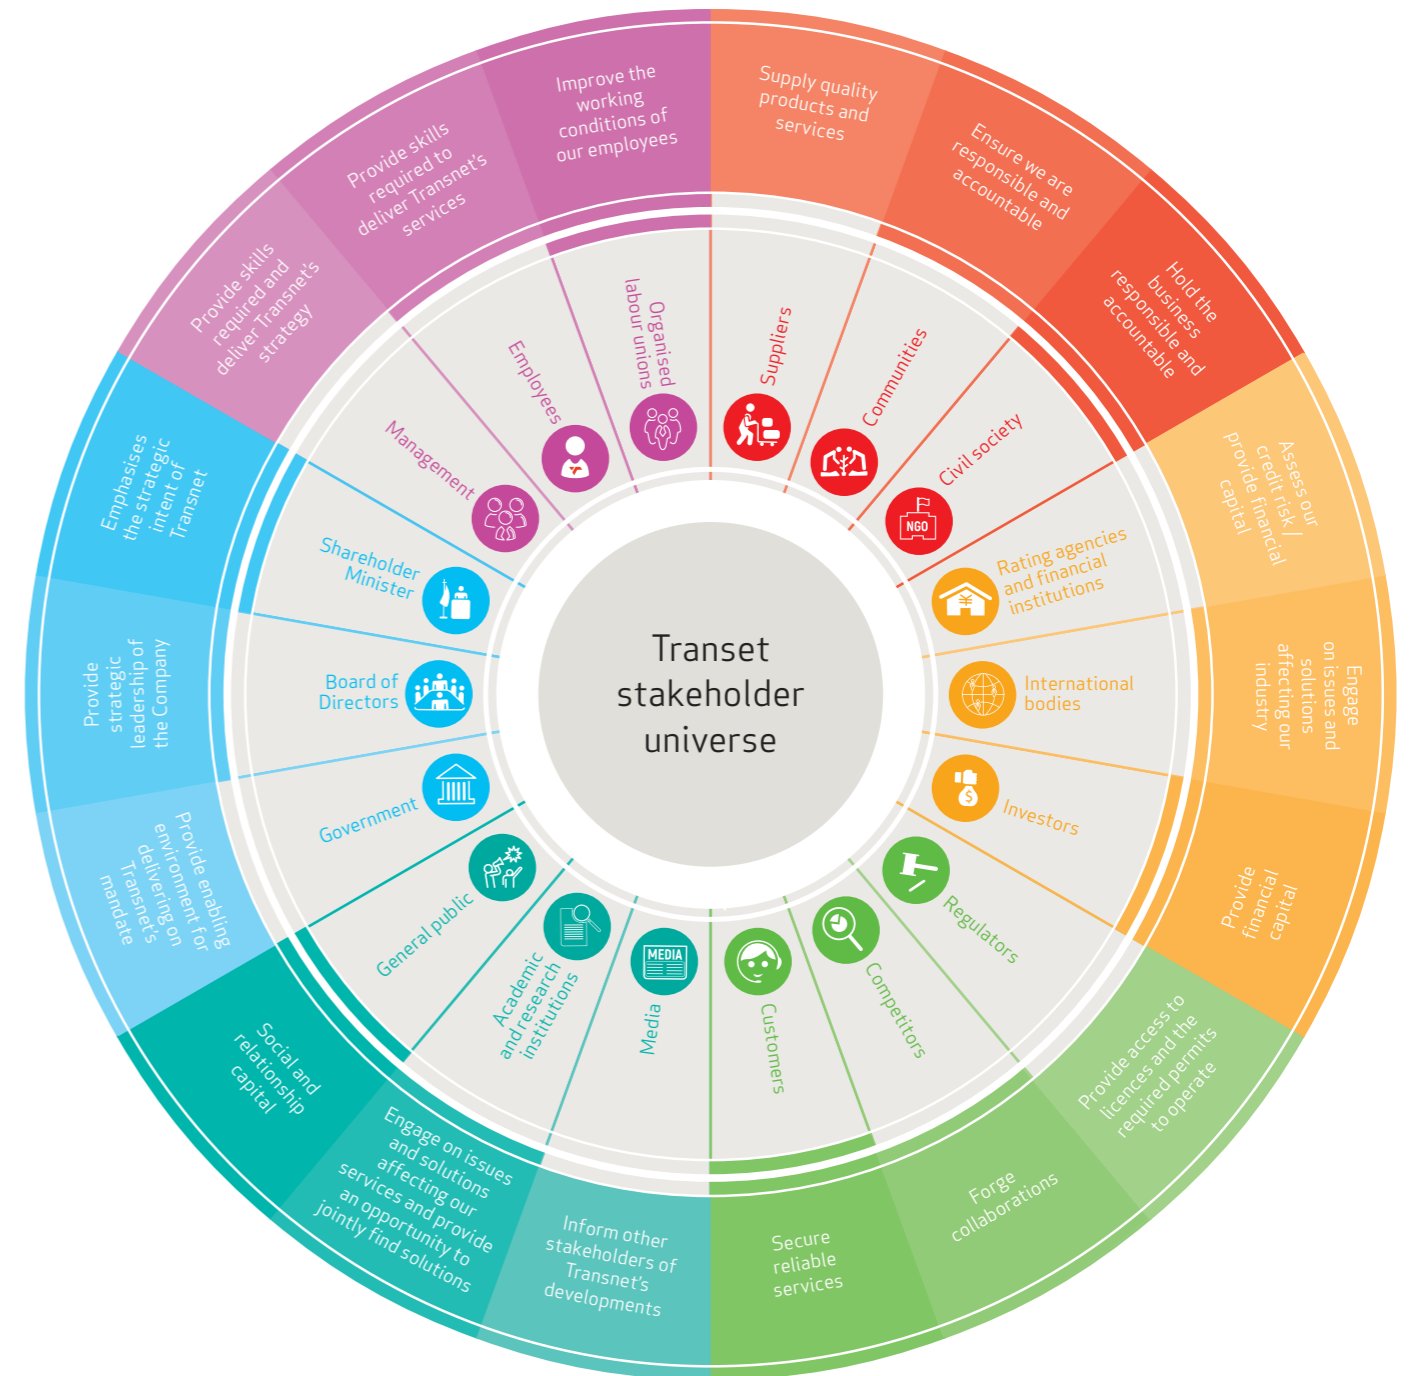 Transet
stakeholder
universe
Supply quality
products and
services
Ensure we are
responsible and
accountable
Hold the
business
responsible and
accountable
Assess our
credit risk /
provide financial
capital
Engage
on issues and
solutions
affecting our
industry
Provide
financial
capital
Provide access to
licences and the
required permits
to operate
Forge
collaborations
Secure
reliable
services
Inform other
stakeholders of
Transnet's
developments
Engage on issues
and solutions
affecting our
services and provide
an opportunity to
jointly find solutions
Social and
relationship
capital
Provide enabling
environment for
delivering on
Transnet's
mandate
Provide
strategic
leadership of
the Company
Emphasises
the strategic
intent of
Transnet
Provide skills
required and
deliver Transnet's
strategy
Provide skills
required to
deliver Transnet's
services
Improve the
working
conditions of
our employees
Suppliers
Communities
Civil society
NGO
Rating agencies
and financial
institutions
International
bodies
Investors
Regulators
Competitors
Customers
Media
MEDIA
Academic
and research
institutions
General public
Government
Board of
Directors
Shareholder
Minister
Management
Employees
Organised
labour unions